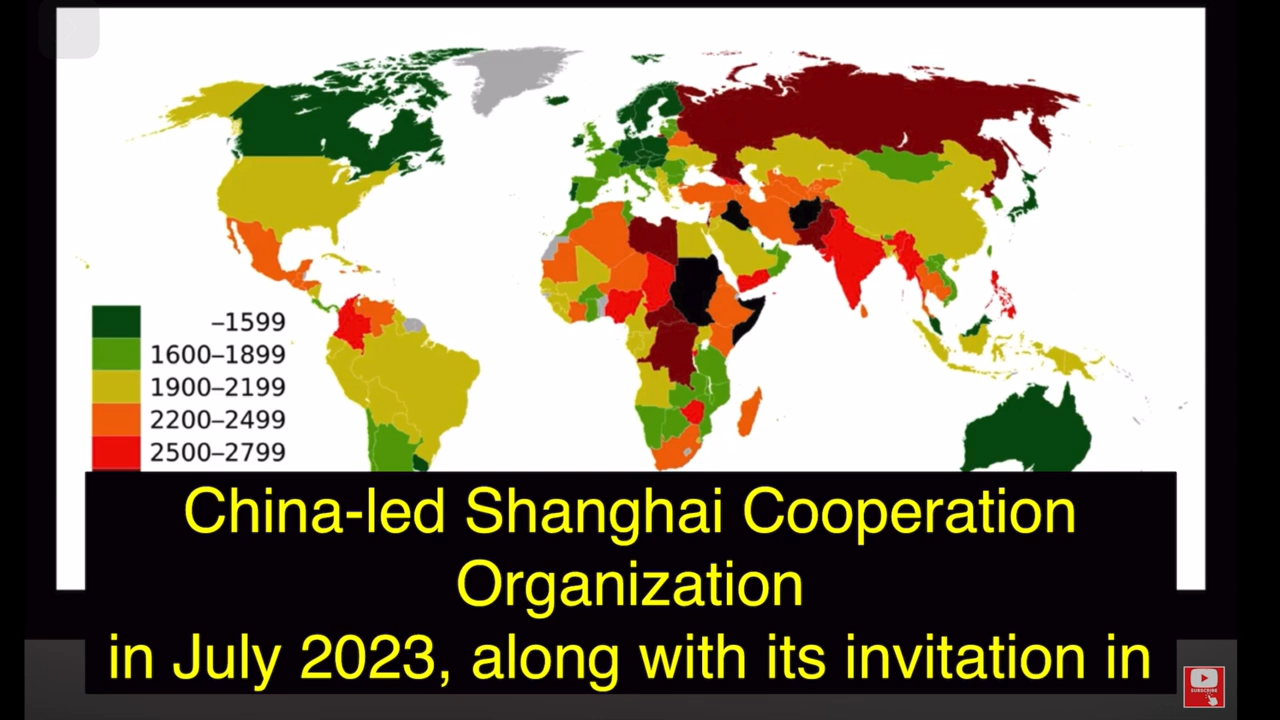 –1599
1600–1899
1900–2199
2200–2499
2500–2799
China-led Shanghai Cooperation
Organization
in July 2023, along with its invitation in
SUBSCRIBE